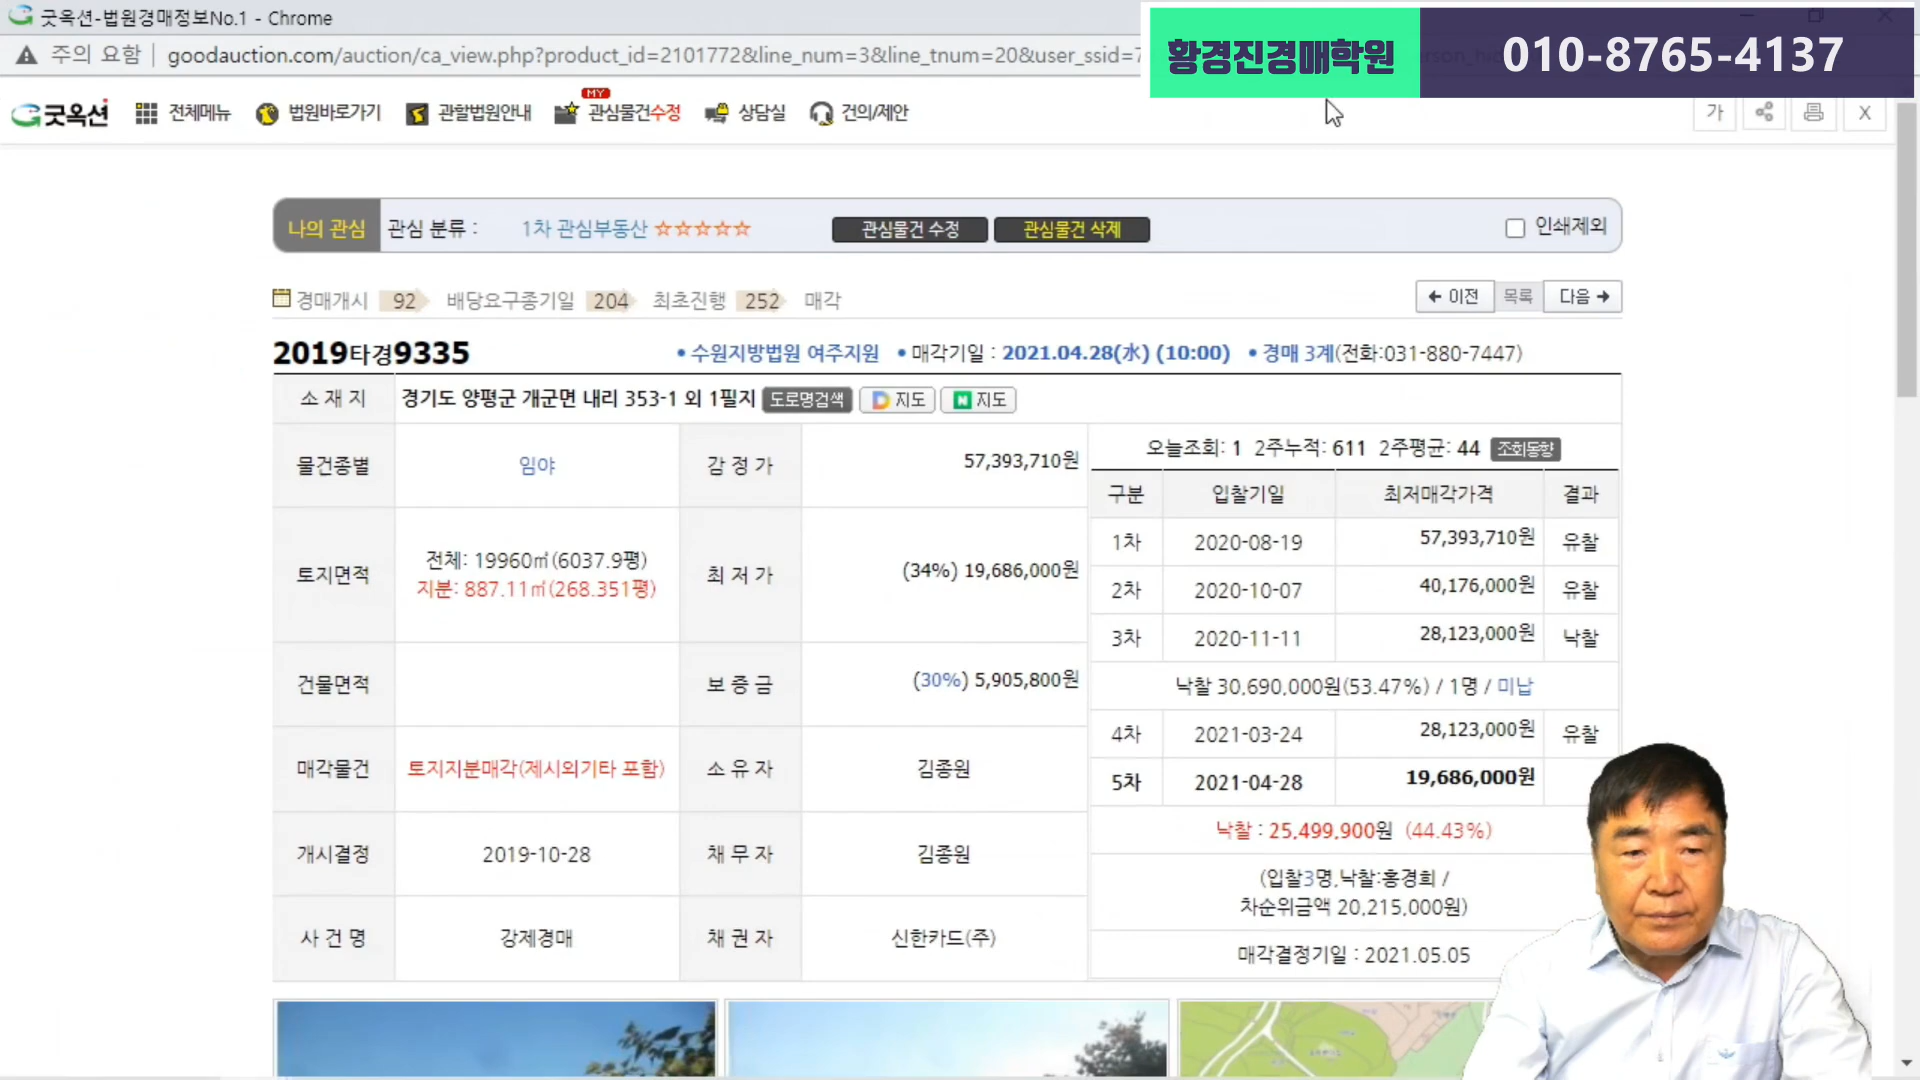 굿옥션-법원경매정보No.1 - Chrome
주의 요함 | goodauction.com/auction/ca_view.php?product_id=2101772&line_num=3&line_tnum=20&user_ssid=7
황경진경매학원 010-8765-4137
굿옥션 전체메뉴 법원바로가기 관할법원안내 MY 관심물건수정 상담실 건의/제안 가 X
나의 관심 관심 분류 : 1차 관심부동산 ☆☆☆☆☆ 관심물건 수정 관심물건 삭제 인쇄제외
경매개시 92 배당요구종기일 204 최초진행 252 매각 ← 이전 목록 다음 →
2019타경9335 • 수원지방법원 여주지원 • 매각기일 : 2021.04.28(水) (10:00) • 경매 3계(전화:031-880-7447)
소 재 지 경기도 양평군 개군면 내리 353-1 외 1필지 도로명검색 D 지도 N 지도
물건종별 임야 감 정 가 57,393,710원
토지면적 전체: 19960㎡(6037.9평)
지분: 887.11㎡(268.351평) 최 저 가 (34%) 19,686,000원
건물면적 보 증 금 (30%) 5,905,800원
매각물건 토지지분매각(제시외기타 포함) 소 유 자 김종원
개시결정 2019-10-28 채 무 자 김종원
사 건 명 강제경매 채 권 자 신한카드(주)
오늘조회: 1 2주누적: 611 2주평균: 44 조회동향
구분 입찰기일 최저매각가격 결과
1차 2020-08-19 57,393,710원 유찰
2차 2020-10-07 40,176,000원 유찰
3차 2020-11-11 28,123,000원 낙찰
낙찰 30,690,000원(53.47%) / 1명 / 미납
4차 2021-03-24 28,123,000원 유찰
5차 2021-04-28 19,686,000원
낙찰 : 25,499,900원 (44.43%)
(입찰3명,낙찰:홍경희 /
차순위금액 20,215,000원)
매각결정기일 : 2021.05.05